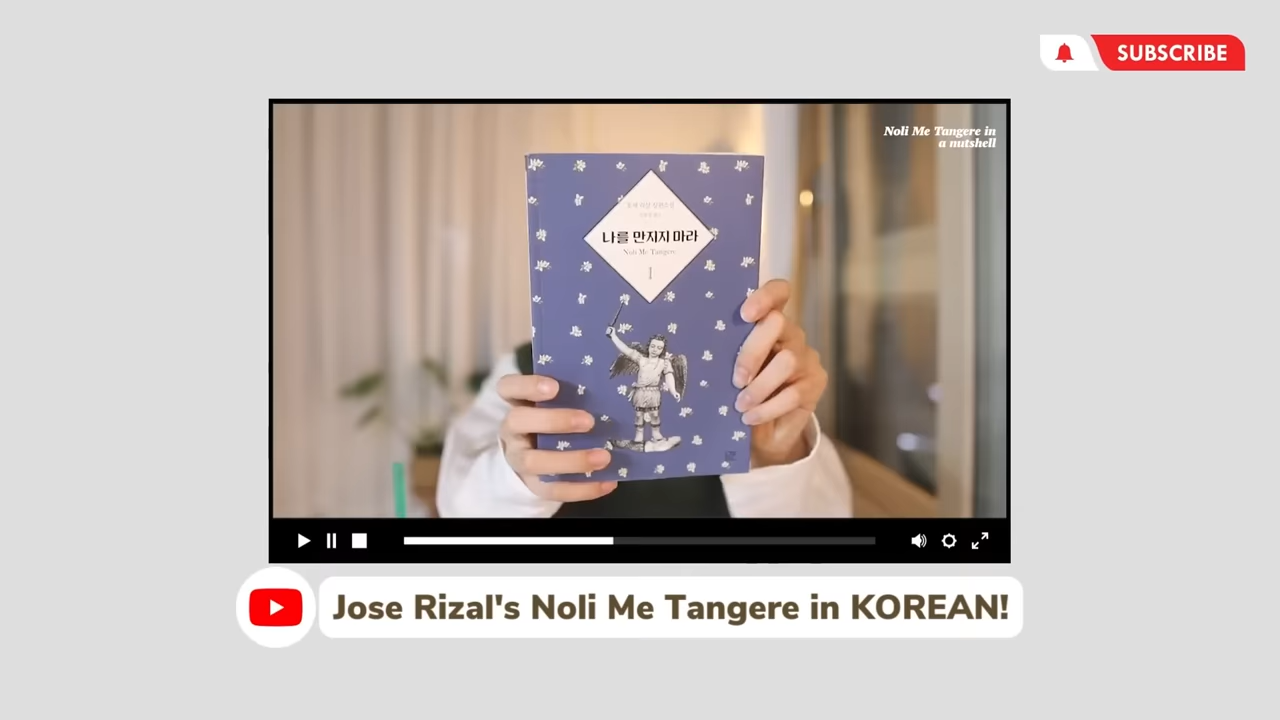 SUBSCRIBE
Noli Me Tangere in
a nutshell
나를 만지지 마라
Noli Me Tangere
I
Jose Rizal's Noli Me Tangere in KOREAN!